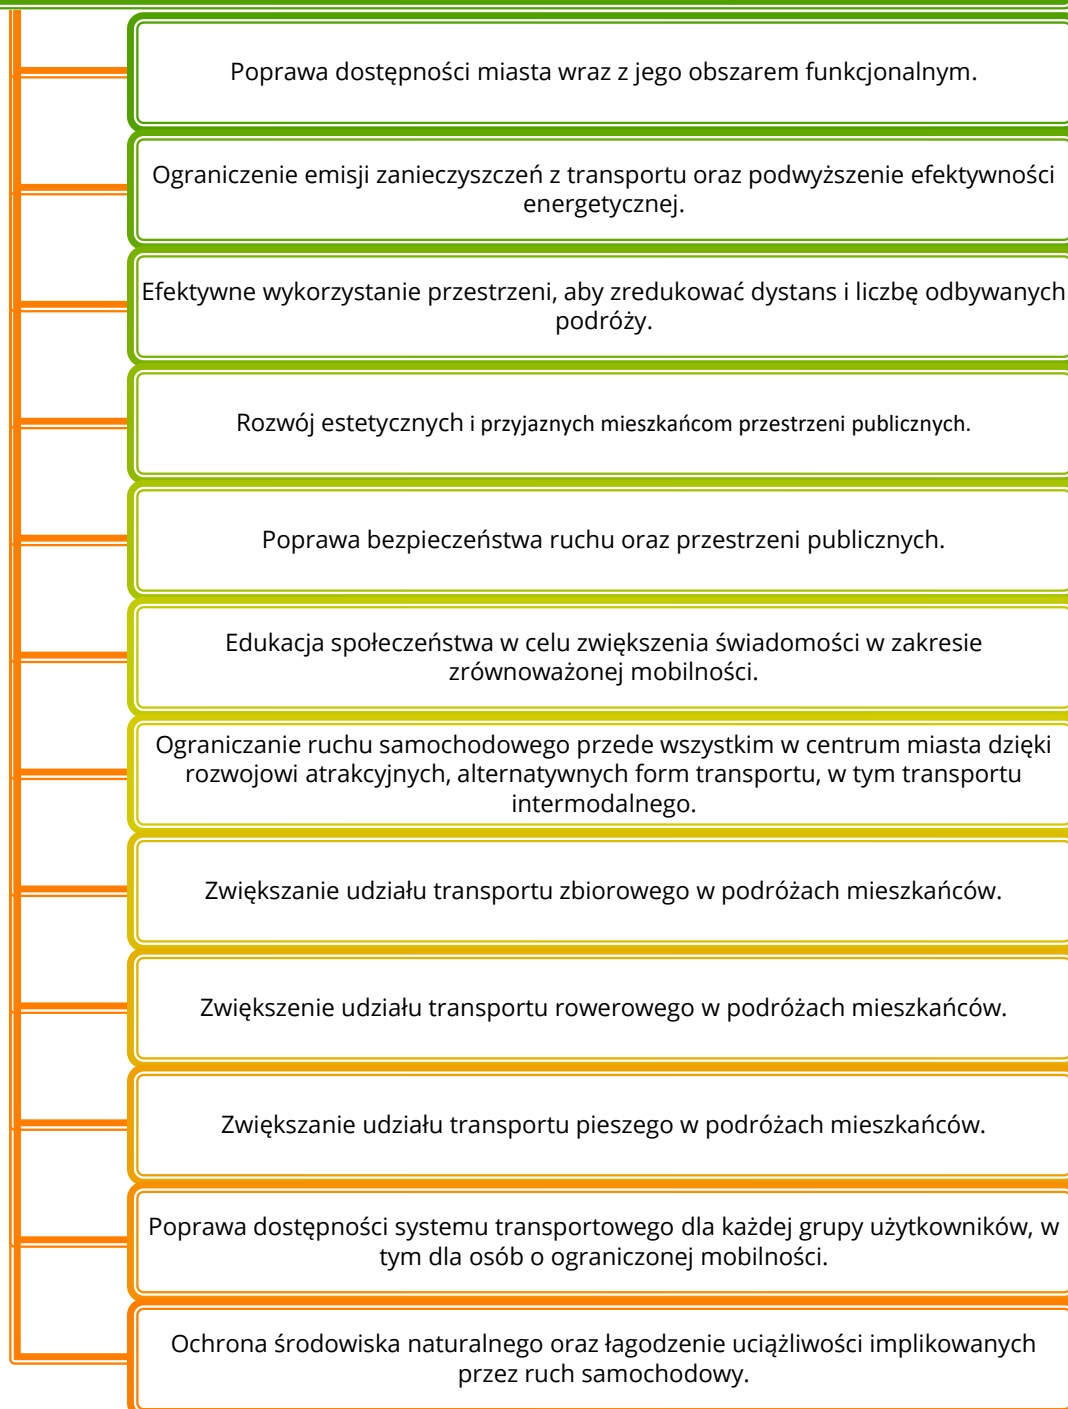 Poprawa dostępności miasta wraz z jego obszarem funkcjonalnym.
Ograniczenie emisji zanieczyszczeń z transportu oraz podwyższenie efektywności
energetycznej.
Efektywne wykorzystanie przestrzeni, aby zredukować dystans i liczbę odbywanych
podróży.
Rozwój estetycznych i przyjaznych mieszkańcom przestrzeni publicznych.
Poprawa bezpieczeństwa ruchu oraz przestrzeni publicznych.
Edukacja społeczeństwa w celu zwiększenia świadomości w zakresie
zrównoważonej mobilności.
Ograniczanie ruchu samochodowego przede wszystkim w centrum miasta dzięki
rozwojowi atrakcyjnych, alternatywnych form transportu, w tym transportu
intermodalnego.
Zwiększanie udziału transportu zbiorowego w podróżach mieszkańców.
Zwiększenie udziału transportu rowerowego w podróżach mieszkańców.
Zwiększanie udziału transportu pieszego w podróżach mieszkańców.
Poprawa dostępności systemu transportowego dla każdej grupy użytkowników, w
tym dla osób o ograniczonej mobilności.
Ochrona środowiska naturalnego oraz łagodzenie uciążliwości implikowanych
przez ruch samochodowy.